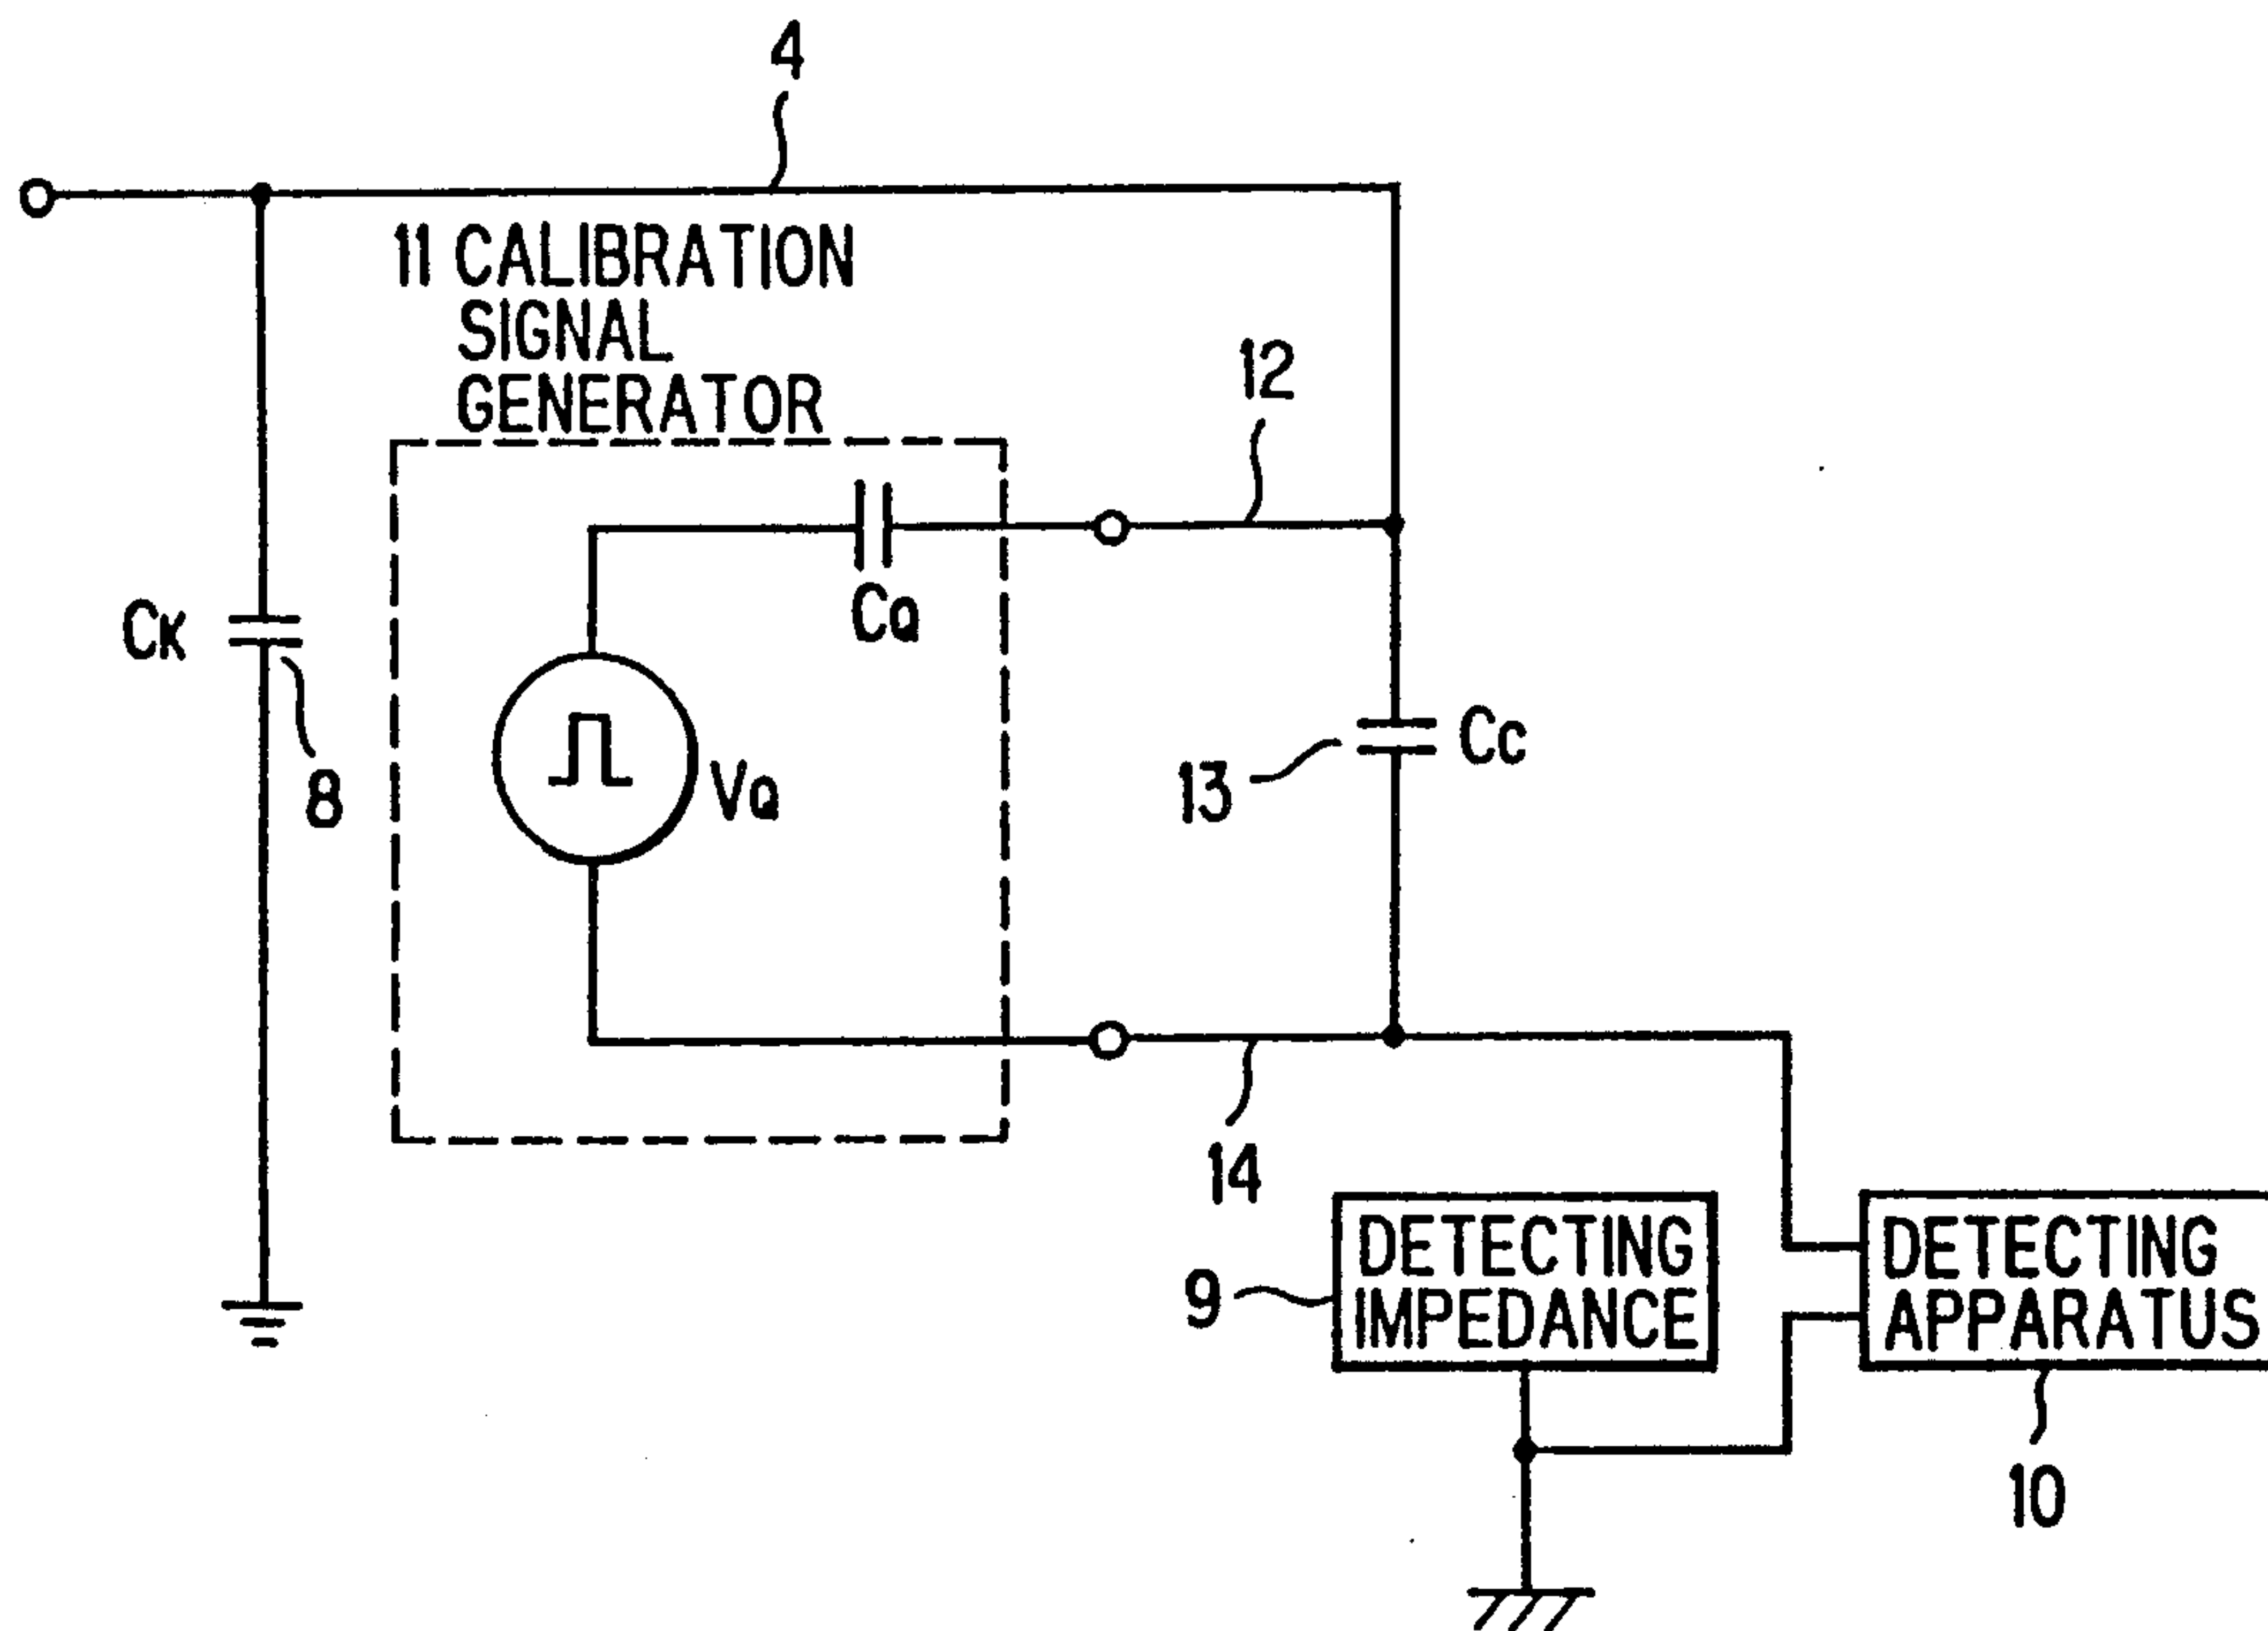 4
11 CALIBRATION
SIGNAL
GENERATOR
12
CK
CQ
8
VQ
13
CC
14
9
DETECTING
IMPEDANCE
DETECTING
APPARATUS
10